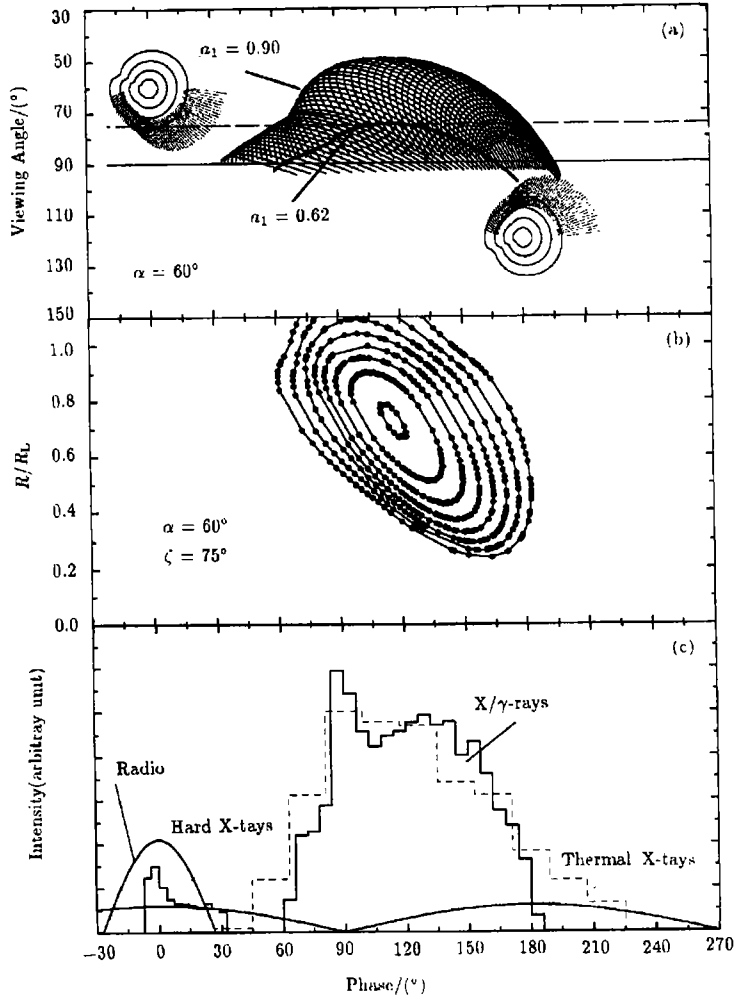 30
(a)
a₁ = 0.90
50
70
90
110
130
150
Viewing Angle/(°)
a₁ = 0.62
α = 60°
(b)
1.0
0.8
0.6
0.4
0.2
0.0
R/R_L
α = 60°
ζ = 75°
(c)
X/γ-rays
Radio
Hard X-tays
Thermal X-tays
Intensity(arbitray unit)
−30 0 30 60 90 120 150 180 210 240 270
Phase/(°)